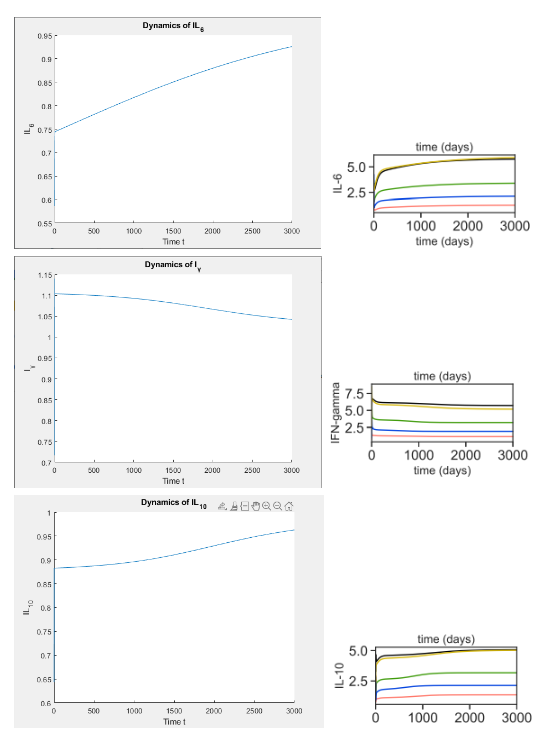 Dynamics of IL6
0.95
0.9
0.85
0.8
0.75
0.7
0.65
0.6
0.55
IL6
0 500 1000 1500 2000 2500 3000
Time t
time (days)
IL-6
5.0
2.5
0 1000 2000 3000
time (days)
Dynamics of Iγ
1.15
1.1
1.05
1
0.95
0.9
0.85
0.8
0.75
0.7
Iγ
0 500 1000 1500 2000 2500 3000
Time t
time (days)
IFN-gamma
7.5
5.0
2.5
0 1000 2000 3000
time (days)
Dynamics of IL10
1
0.95
0.9
0.85
0.8
0.75
0.7
0.65
0.6
IL10
0 500 1000 1500 2000 2500 3000
Time t
time (days)
IL-10
5.0
2.5
0 1000 2000 3000